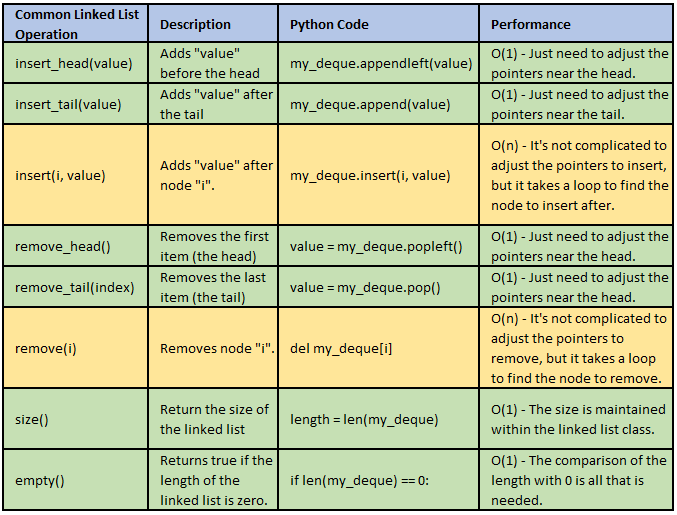 Common Linked List
Operation
Description
Python Code
Performance
insert_head(value)
Adds "value"
before the head
my_deque.appendleft(value)
O(1) - Just need to adjust the
pointers near the head.
insert_tail(value)
Adds "value" after
the tail
my_deque.append(value)
O(1) - Just need to adjust the
pointers near the tail.
insert(i, value)
Adds "value" after
node "i".
my_deque.insert(i, value)
O(n) - It's not complicated to
adjust the pointers to insert,
but it takes a loop to find the
node to insert after.
remove_head()
Removes the first
item (the head)
value = my_deque.popleft()
O(1) - Just need to adjust the
pointers near the head.
remove_tail(index)
Removes the last
item (the tail)
value = my_deque.pop()
O(1) - Just need to adjust the
pointers near the head.
remove(i)
Removes node "i".
del my_deque[i]
O(n) - It's not complicated to
adjust the pointers to
remove, but it takes a loop
to find the node to remove.
size()
Return the size of
the linked list
length = len(my_deque)
O(1) - The size is maintained
within the linked list class.
empty()
Returns true if the
length of the
linked list is zero.
if len(my_deque) == 0:
O(1) - The comparison of the
length with 0 is all that is
needed.